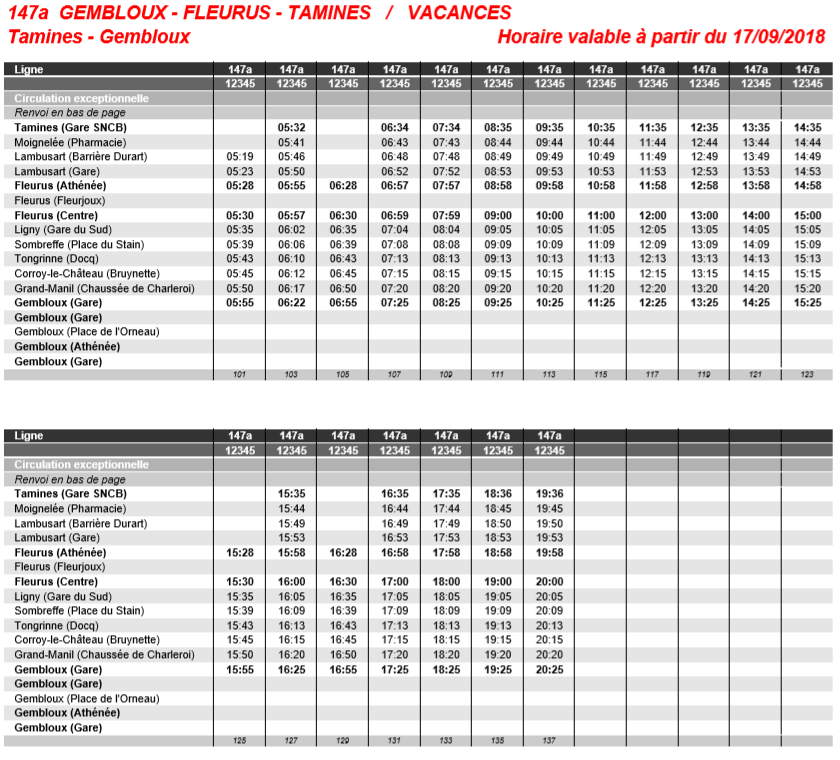 147a GEMBLOUX - FLEURUS - TAMINES / VACANCES
Tamines - Gembloux Horaire valable à partir du 17/09/2018
Ligne 147a 147a 147a 147a 147a 147a 147a 147a 147a 147a 147a 147a
12345 12345 12345 12345 12345 12345 12345 12345 12345 12345 12345 12345
Circulation exceptionnelle
Renvoi en bas de page
Tamines (Gare SNCB) 05:32 06:34 07:34 08:35 09:35 10:35 11:35 12:35 13:35 14:35
Moignelée (Pharmacie) 05:41 06:43 07:43 08:44 09:44 10:44 11:44 12:44 13:44 14:44
Lambusart (Barrière Durart) 05:19 05:46 06:48 07:48 08:49 09:49 10:49 11:49 12:49 13:49 14:49
Lambusart (Gare) 05:23 05:50 06:52 07:52 08:53 09:53 10:53 11:53 12:53 13:53 14:53
Fleurus (Athénée) 05:28 05:55 06:28 06:57 07:57 08:58 09:58 10:58 11:58 12:58 13:58 14:58
Fleurus (Fleurjoux)
Fleurus (Centre) 05:30 05:57 06:30 06:59 07:59 09:00 10:00 11:00 12:00 13:00 14:00 15:00
Ligny (Gare du Sud) 05:35 06:02 06:35 07:04 08:04 09:05 10:05 11:05 12:05 13:05 14:05 15:05
Sombreffe (Place du Stain) 05:39 06:06 06:39 07:08 08:08 09:09 10:09 11:09 12:09 13:09 14:09 15:09
Tongrinne (Docq) 05:43 06:10 06:43 07:13 08:13 09:13 10:13 11:13 12:13 13:13 14:13 15:13
Corroy-le-Château (Bruynette) 05:45 06:12 06:45 07:15 08:15 09:15 10:15 11:15 12:15 13:15 14:15 15:15
Grand-Manil (Chaussée de Charleroi) 05:50 06:17 06:50 07:20 08:20 09:20 10:20 11:20 12:20 13:20 14:20 15:20
Gembloux (Gare) 05:55 06:22 06:55 07:25 08:25 09:25 10:25 11:25 12:25 13:25 14:25 15:25
Gembloux (Gare)
Gembloux (Place de l'Orneau)
Gembloux (Athénée)
Gembloux (Gare)
101 103 105 107 109 111 113 115 117 119 121 123
Ligne 147a 147a 147a 147a 147a 147a 147a
12345 12345 12345 12345 12345 12345 12345
Circulation exceptionnelle
Renvoi en bas de page
Tamines (Gare SNCB) 15:35 16:35 17:35 18:36 19:36
Moignelée (Pharmacie) 15:44 16:44 17:44 18:45 19:45
Lambusart (Barrière Durart) 15:49 16:49 17:49 18:50 19:50
Lambusart (Gare) 15:53 16:53 17:53 18:53 19:53
Fleurus (Athénée) 15:28 15:58 16:28 16:58 17:58 18:58 19:58
Fleurus (Fleurjoux)
Fleurus (Centre) 15:30 16:00 16:30 17:00 18:00 19:00 20:00
Ligny (Gare du Sud) 15:35 16:05 16:35 17:05 18:05 19:05 20:05
Sombreffe (Place du Stain) 15:39 16:09 16:39 17:09 18:09 19:09 20:09
Tongrinne (Docq) 15:43 16:13 16:43 17:13 18:13 19:13 20:13
Corroy-le-Château (Bruynette) 15:45 16:15 16:45 17:15 18:15 19:15 20:15
Grand-Manil (Chaussée de Charleroi) 15:50 16:20 16:50 17:20 18:20 19:20 20:20
Gembloux (Gare) 15:55 16:25 16:55 17:25 18:25 19:25 20:25
Gembloux (Gare)
Gembloux (Place de l'Orneau)
Gembloux (Athénée)
Gembloux (Gare)
125 127 129 131 133 135 137